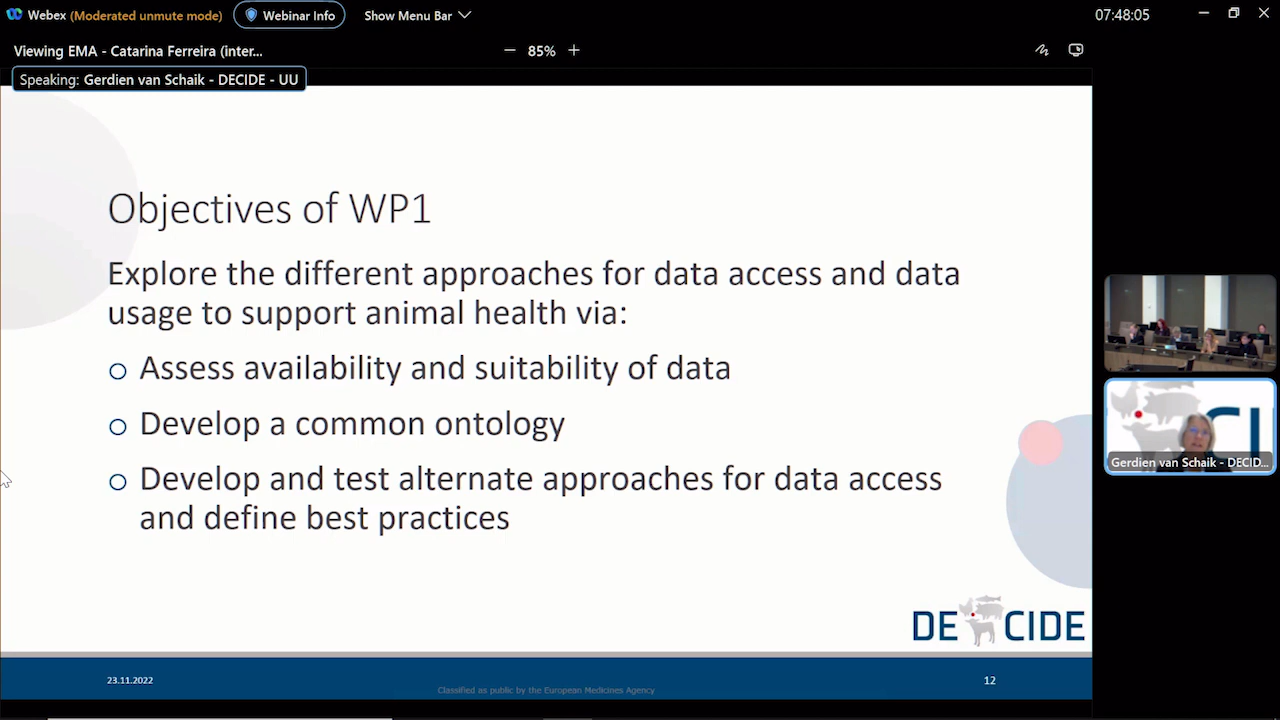 Webex (Moderated unmute mode) Webinar Info Show Menu Bar 07:48:05
Viewing EMA - Catarina Ferreira (inter... 85%
Speaking: Gerdien van Schaik - DECIDE - UU
Objectives of WP1
Explore the different approaches for data access and data
usage to support animal health via:
Assess availability and suitability of data
Develop a common ontology
Develop and test alternate approaches for data access
and define best practices
DECIDE
23.11.2022
Classified as public by the European Medicines Agency
12
CI
Gerdien van Schaik - DECID...